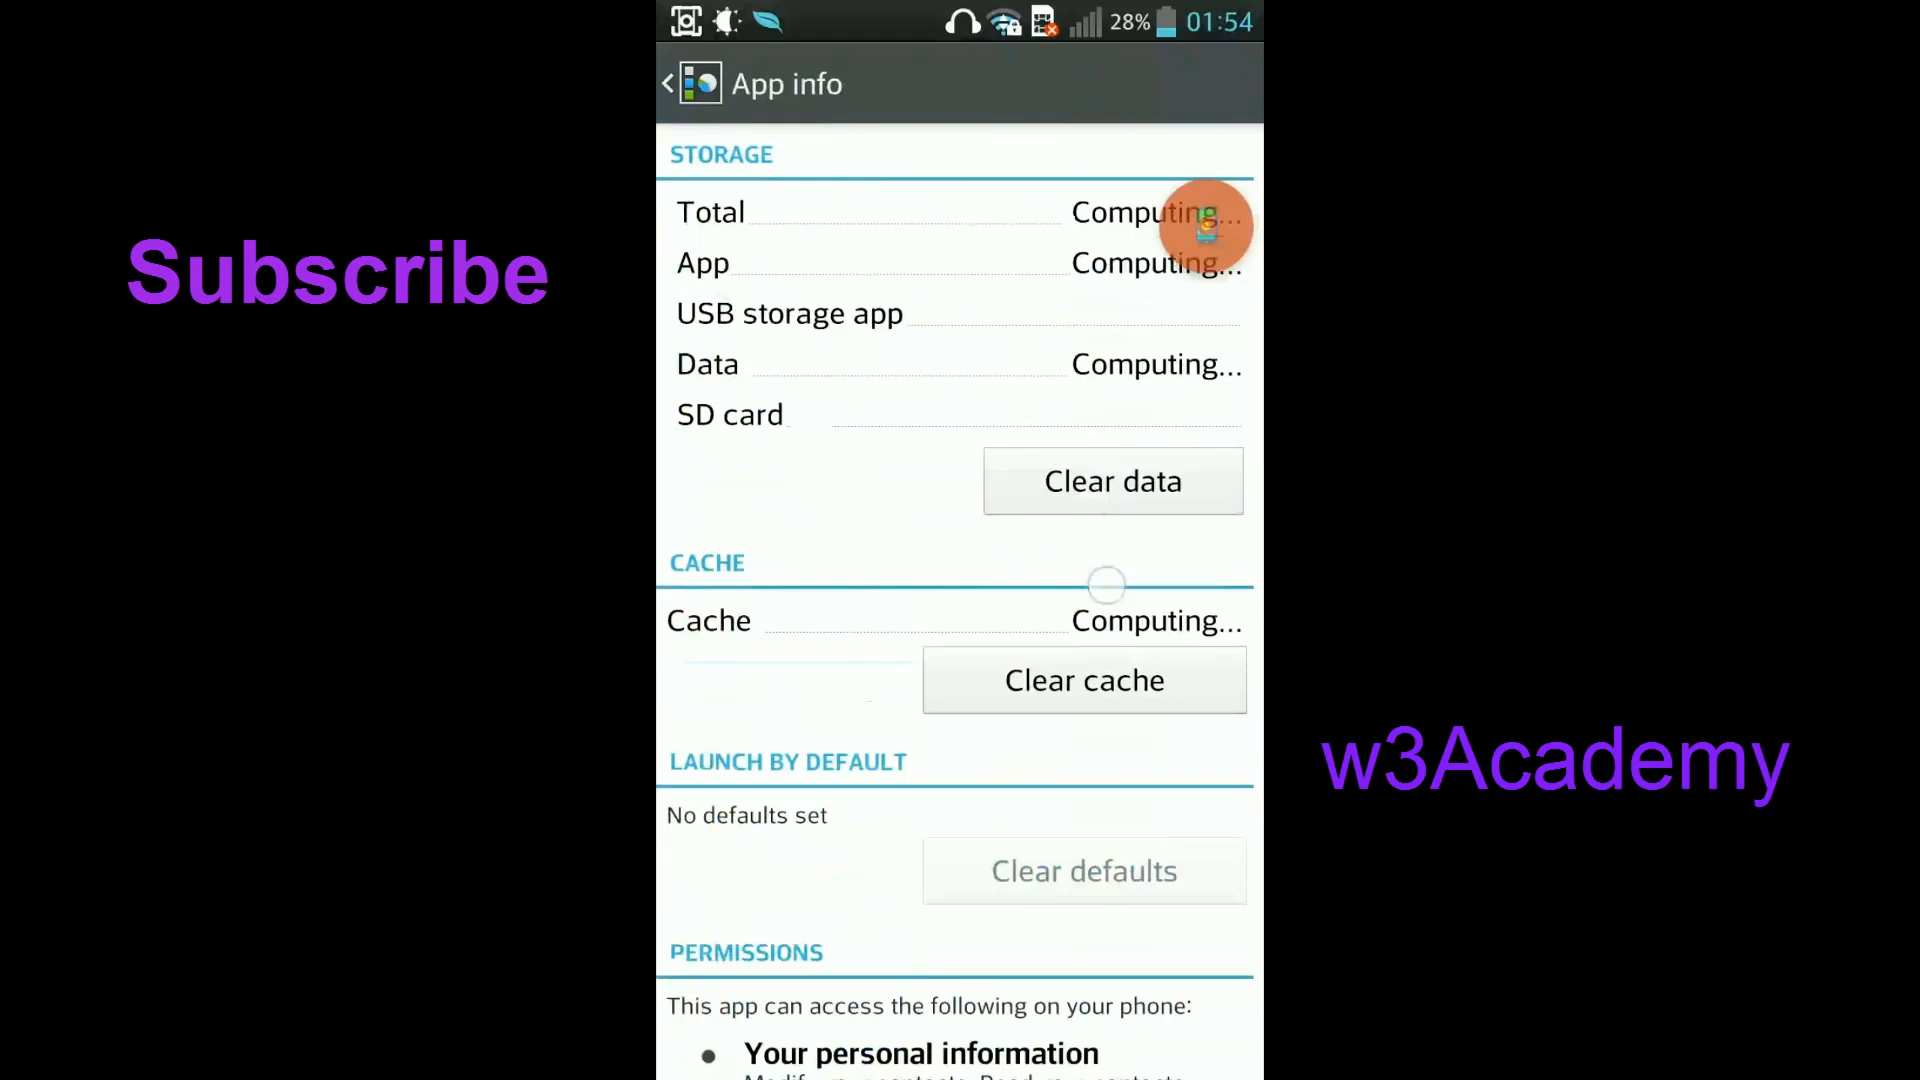 28% 01:54
App info
STORAGE
Total Computing...
App Computing...
USB storage app
Data Computing...
SD card
Clear data
Subscribe
CACHE
Cache Computing...
Clear cache
LAUNCH BY DEFAULT
w3Academy
No defaults set
Clear defaults
PERMISSIONS
This app can access the following on your phone:
Your personal information